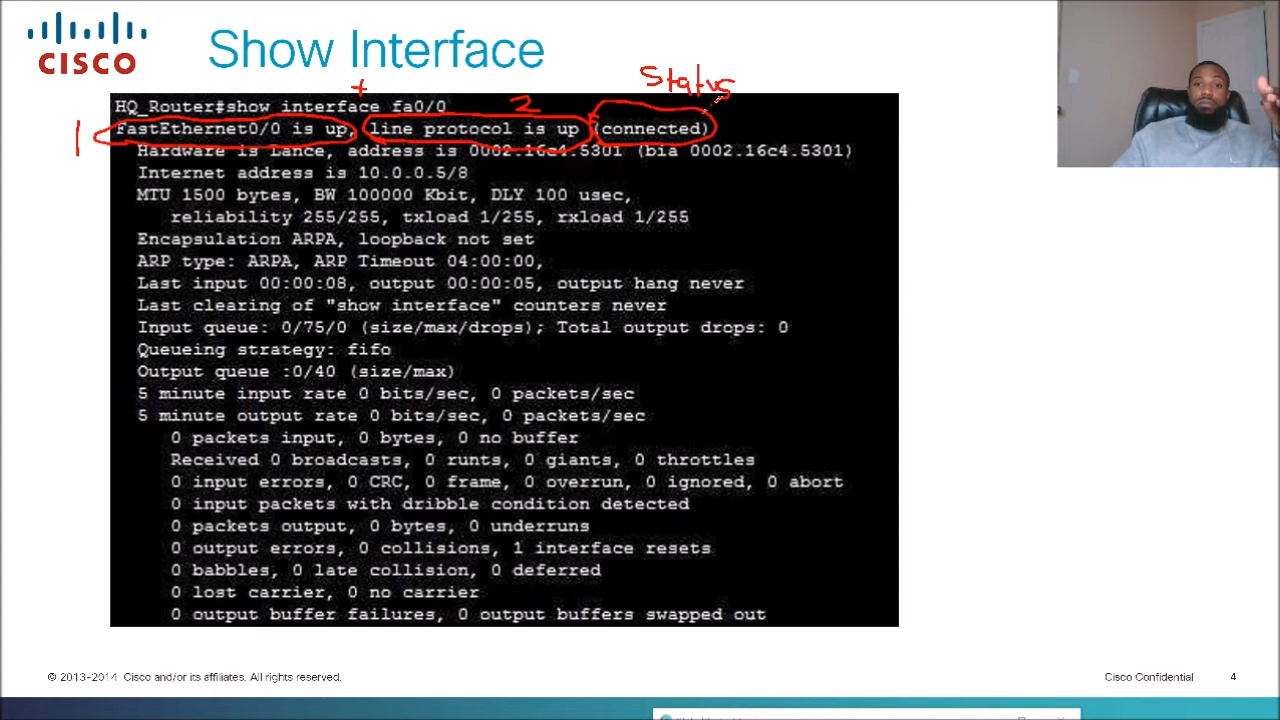 CISCO
Show Interface
+
Status
2
1
HQ_Router#show interface fa0/0
FastEthernet0/0 is up, line protocol is up (connected)
Hardware is Lance, address is 0002.16c4.5301 (bia 0002.16c4.5301)
Internet address is 10.0.0.5/8
MTU 1500 bytes, BW 100000 Kbit, DLY 100 usec,
reliability 255/255, txload 1/255, rxload 1/255
Encapsulation ARPA, loopback not set
ARP type: ARPA, ARP Timeout 04:00:00,
Last input 00:00:08, output 00:00:05, output hang never
Last clearing of "show interface" counters never
Input queue: 0/75/0 (size/max/drops); Total output drops: 0
Queueing strategy: fifo
Output queue :0/40 (size/max)
5 minute input rate 0 bits/sec, 0 packets/sec
5 minute output rate 0 bits/sec, 0 packets/sec
0 packets input, 0 bytes, 0 no buffer
Received 0 broadcasts, 0 runts, 0 giants, 0 throttles
0 input errors, 0 CRC, 0 frame, 0 overrun, 0 ignored, 0 abort
0 input packets with dribble condition detected
0 packets output, 0 bytes, 0 underruns
0 output errors, 0 collisions, 1 interface resets
0 babbles, 0 late collision, 0 deferred
0 lost carrier, 0 no carrier
0 output buffer failures, 0 output buffers swapped out
© 2013-2014 Cisco and/or its affiliates. All rights reserved.
Cisco Confidential
4